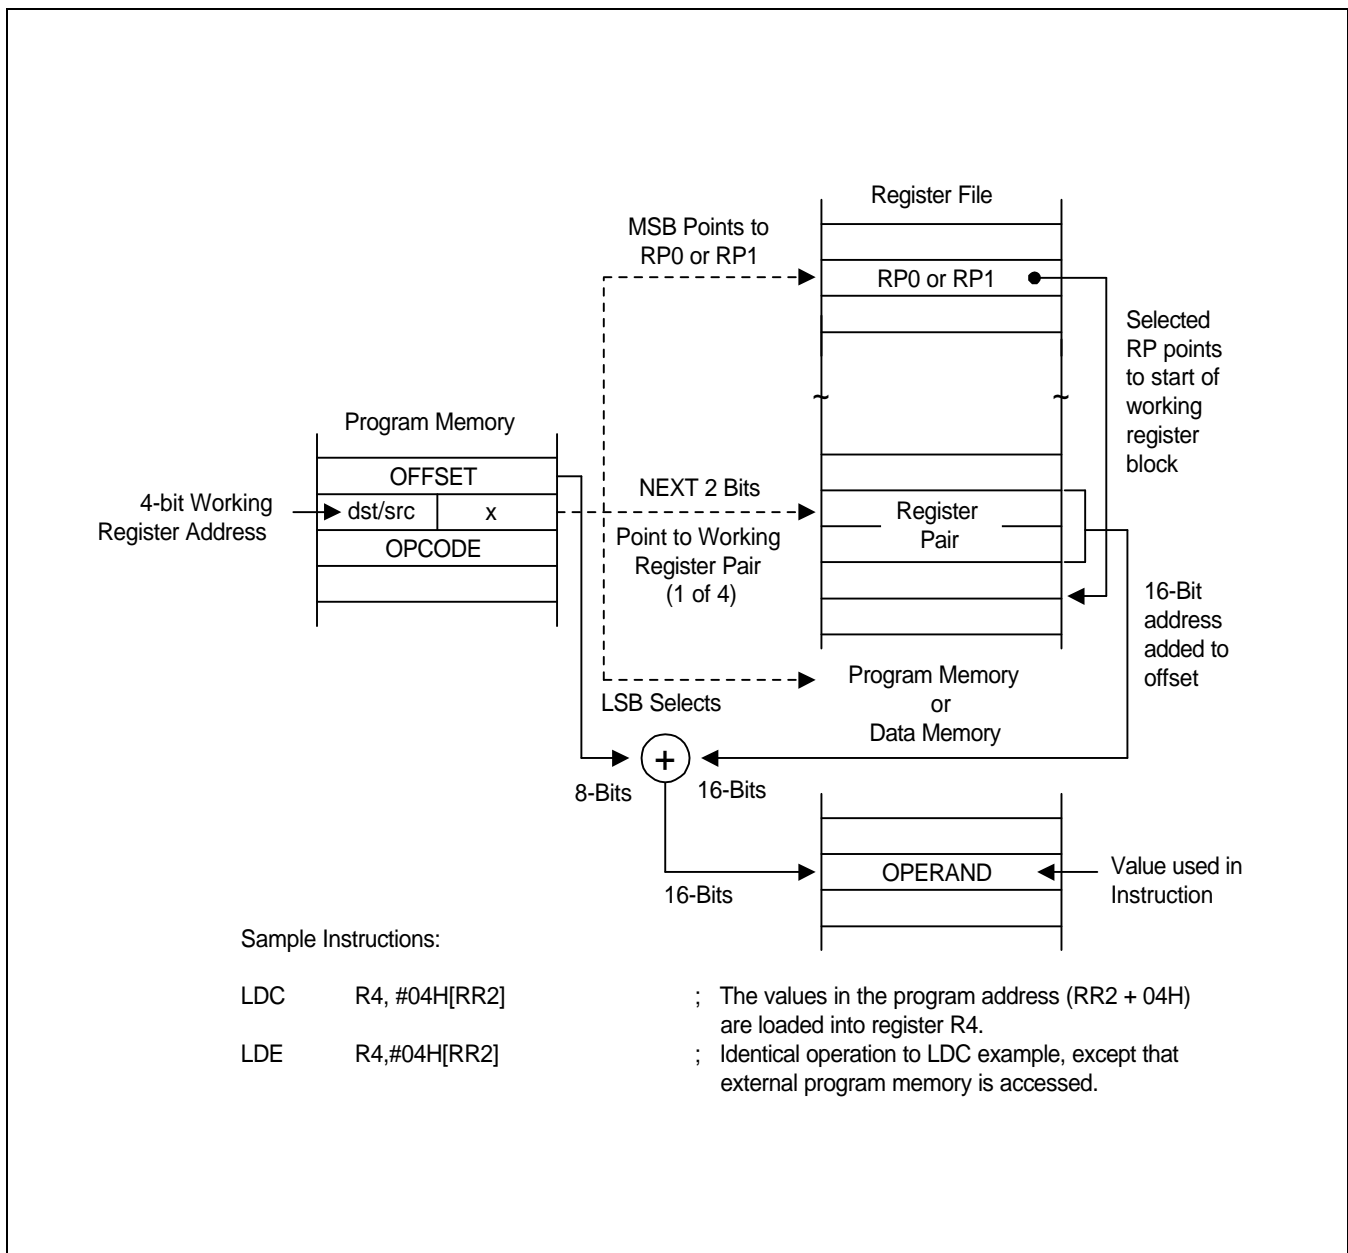 Register File
MSB Points to
RP0 or RP1
RP0 or RP1
Selected
RP points
to start of
working
register
block
Program Memory
OFFSET
4-bit Working
Register Address
dst/src
x
OPCODE
NEXT 2 Bits
Point to Working
Register Pair
(1 of 4)
Register
Pair
16-Bit
address
added to
offset
LSB Selects
Program Memory
or
Data Memory
+
8-Bits
16-Bits
16-Bits
OPERAND
Value used in
Instruction
Sample Instructions:
LDC R4, #04H[RR2] ; The values in the program address (RR2 + 04H)
are loaded into register R4.
LDE R4,#04H[RR2] ; Identical operation to LDC example, except that
external program memory is accessed.